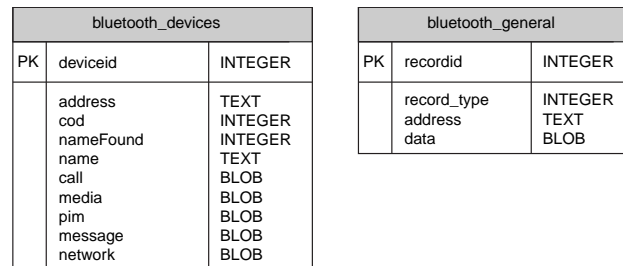 bluetooth_devices
PK deviceid INTEGER
address TEXT
cod INTEGER
nameFound INTEGER
name TEXT
call BLOB
media BLOB
pim BLOB
message BLOB
network BLOB
bluetooth_general
PK recordid INTEGER
record_type INTEGER
address TEXT
data BLOB